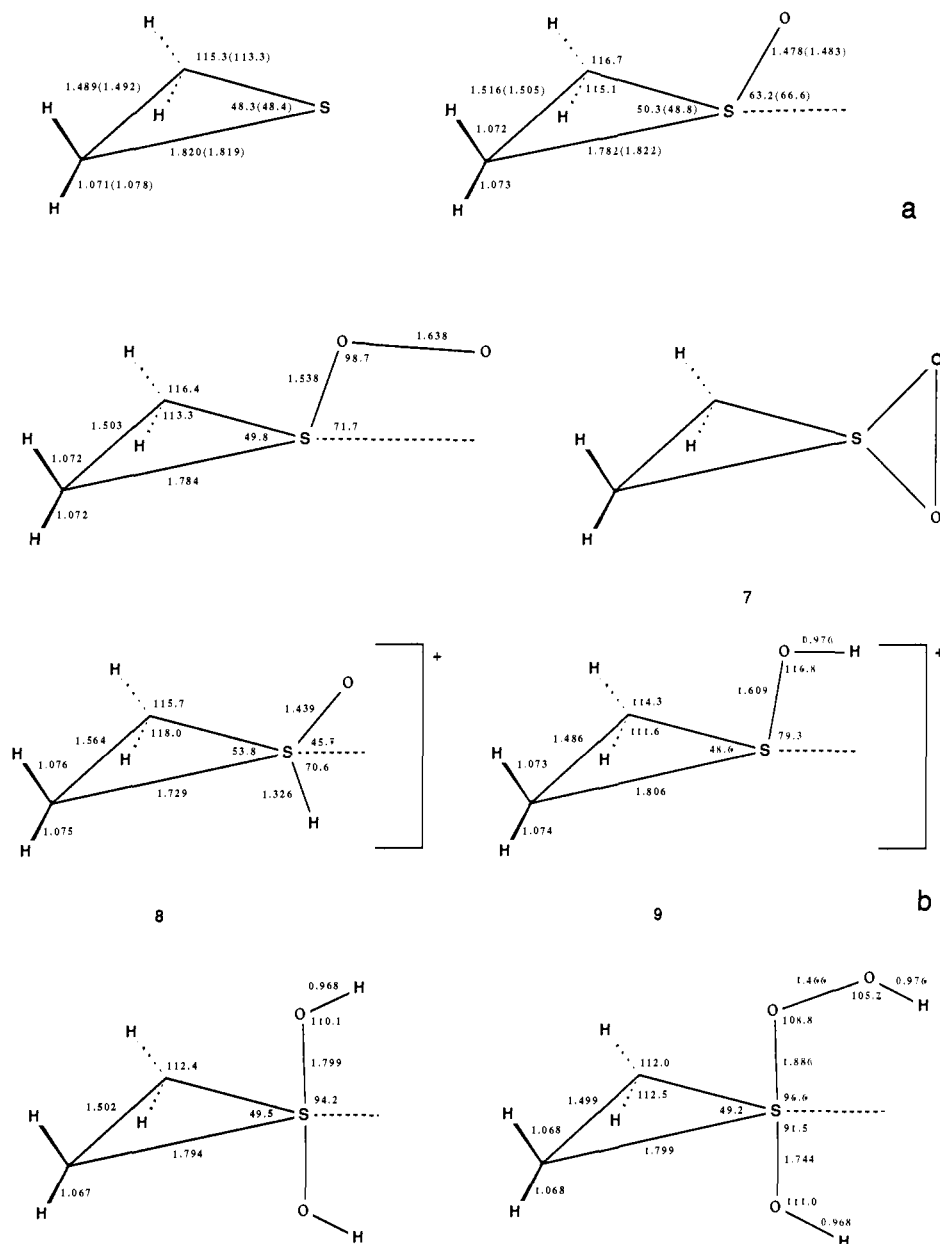 H
115.3(113.3)
1.489(1.492)
H
H
48.3(48.4)
S
1.820(1.819)
1.071(1.078)
H
O
H
1.478(1.483)
116.7
115.1
1.516(1.505)
H
H
50.3(48.8)
S
63.2(66.6)
1.072
1.782(1.822)
1.073
H
a
O
1.638
O
98.7
H
1.538
116.4
113.3
1.503
H
H
49.8
S
71.7
1.072
1.784
1.072
H
O
H
H
H
S
H
O
7
+
H
O
115.7
1.439
118.0
1.564
H
H
53.8
S
45.7
70.6
1.076
1.729
1.326
H
1.075
H
8
+
0.976
O
H
116.8
H
1.609
114.3
111.6
1.486
H
H
48.6
S
79.3
1.073
1.806
1.074
H
9
b
0.968
H
O
110.1
H
1.799
112.4
1.502
H
H
49.5
S
94.2
1.794
1.067
H
O
H
1.466
O
0.976
105.2
H
O
108.8
H
1.886
112.0
112.5
1.499
H
H
49.2
S
96.6
91.5
1.068
1.799
1.744
1.068
H
O
111.0
0.968
H